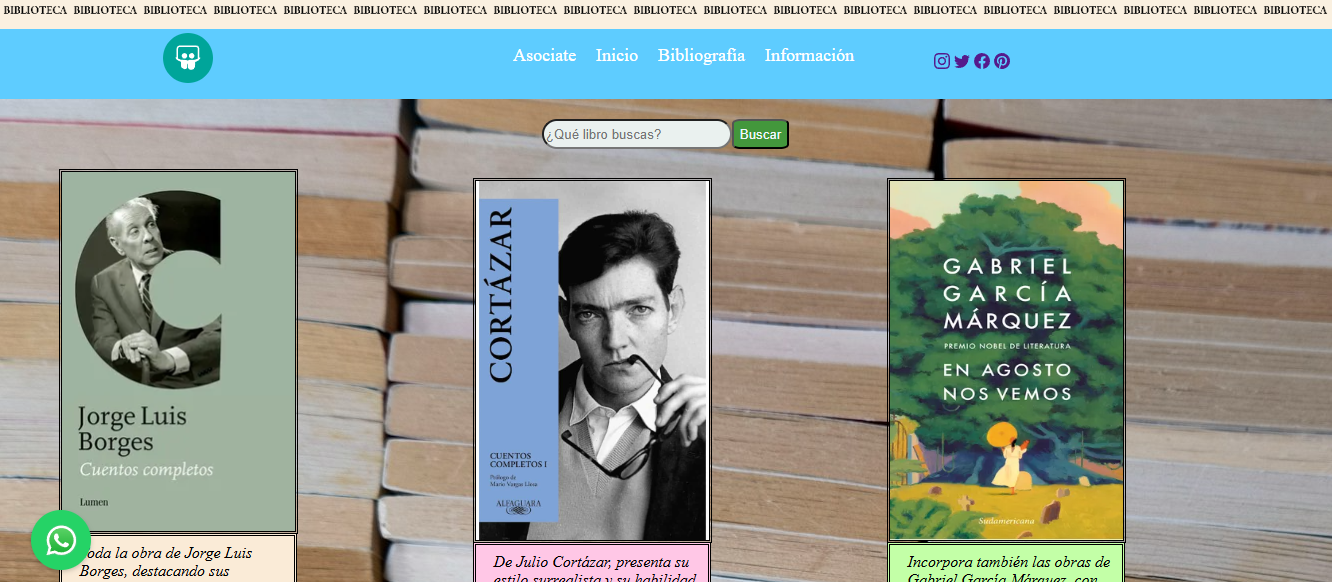 BIBLIOTECA BIBLIOTECA BIBLIOTECA BIBLIOTECA BIBLIOTECA BIBLIOTECA BIBLIOTECA BIBLIOTECA BIBLIOTECA BIBLIOTECA BIBLIOTECA BIBLIOTECA BIBLIOTECA BIBLIOTECA BIBLIOTECA BIBLIOTECA BIBLIOTECA BIBLIOTECA BIBLIOTECA
Asociate Inicio Bibliografía Información
¿Qué libro buscas? Buscar
Jorge Luis
Borges
Cuentos completos
Lumen
oda la obra de Jorge Luis
Borges, destacando sus
CORTÁZAR
CUENTOS
COMPLETOS I
Prólogo de
Mario Vargas Llosa
ALFAGUARA
De Julio Cortázar, presenta su
estilo surrealista y su habilidad
GABRIEL
GARCÍA
MÁRQUEZ
PREMIO NOBEL DE LITERATURA
EN AGOSTO
NOS VEMOS
Sudamericana
Incorpora también las obras de
Gabriel García Márquez, con